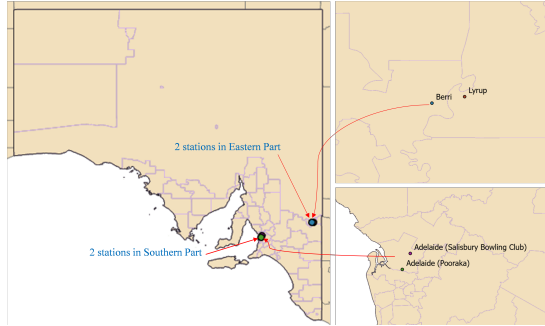 2 stations in Eastern Part
2 stations in Southern Part
Berri
Lyrup
Adelaide (Salisbury Bowling Club)
Adelaide (Pooraka)